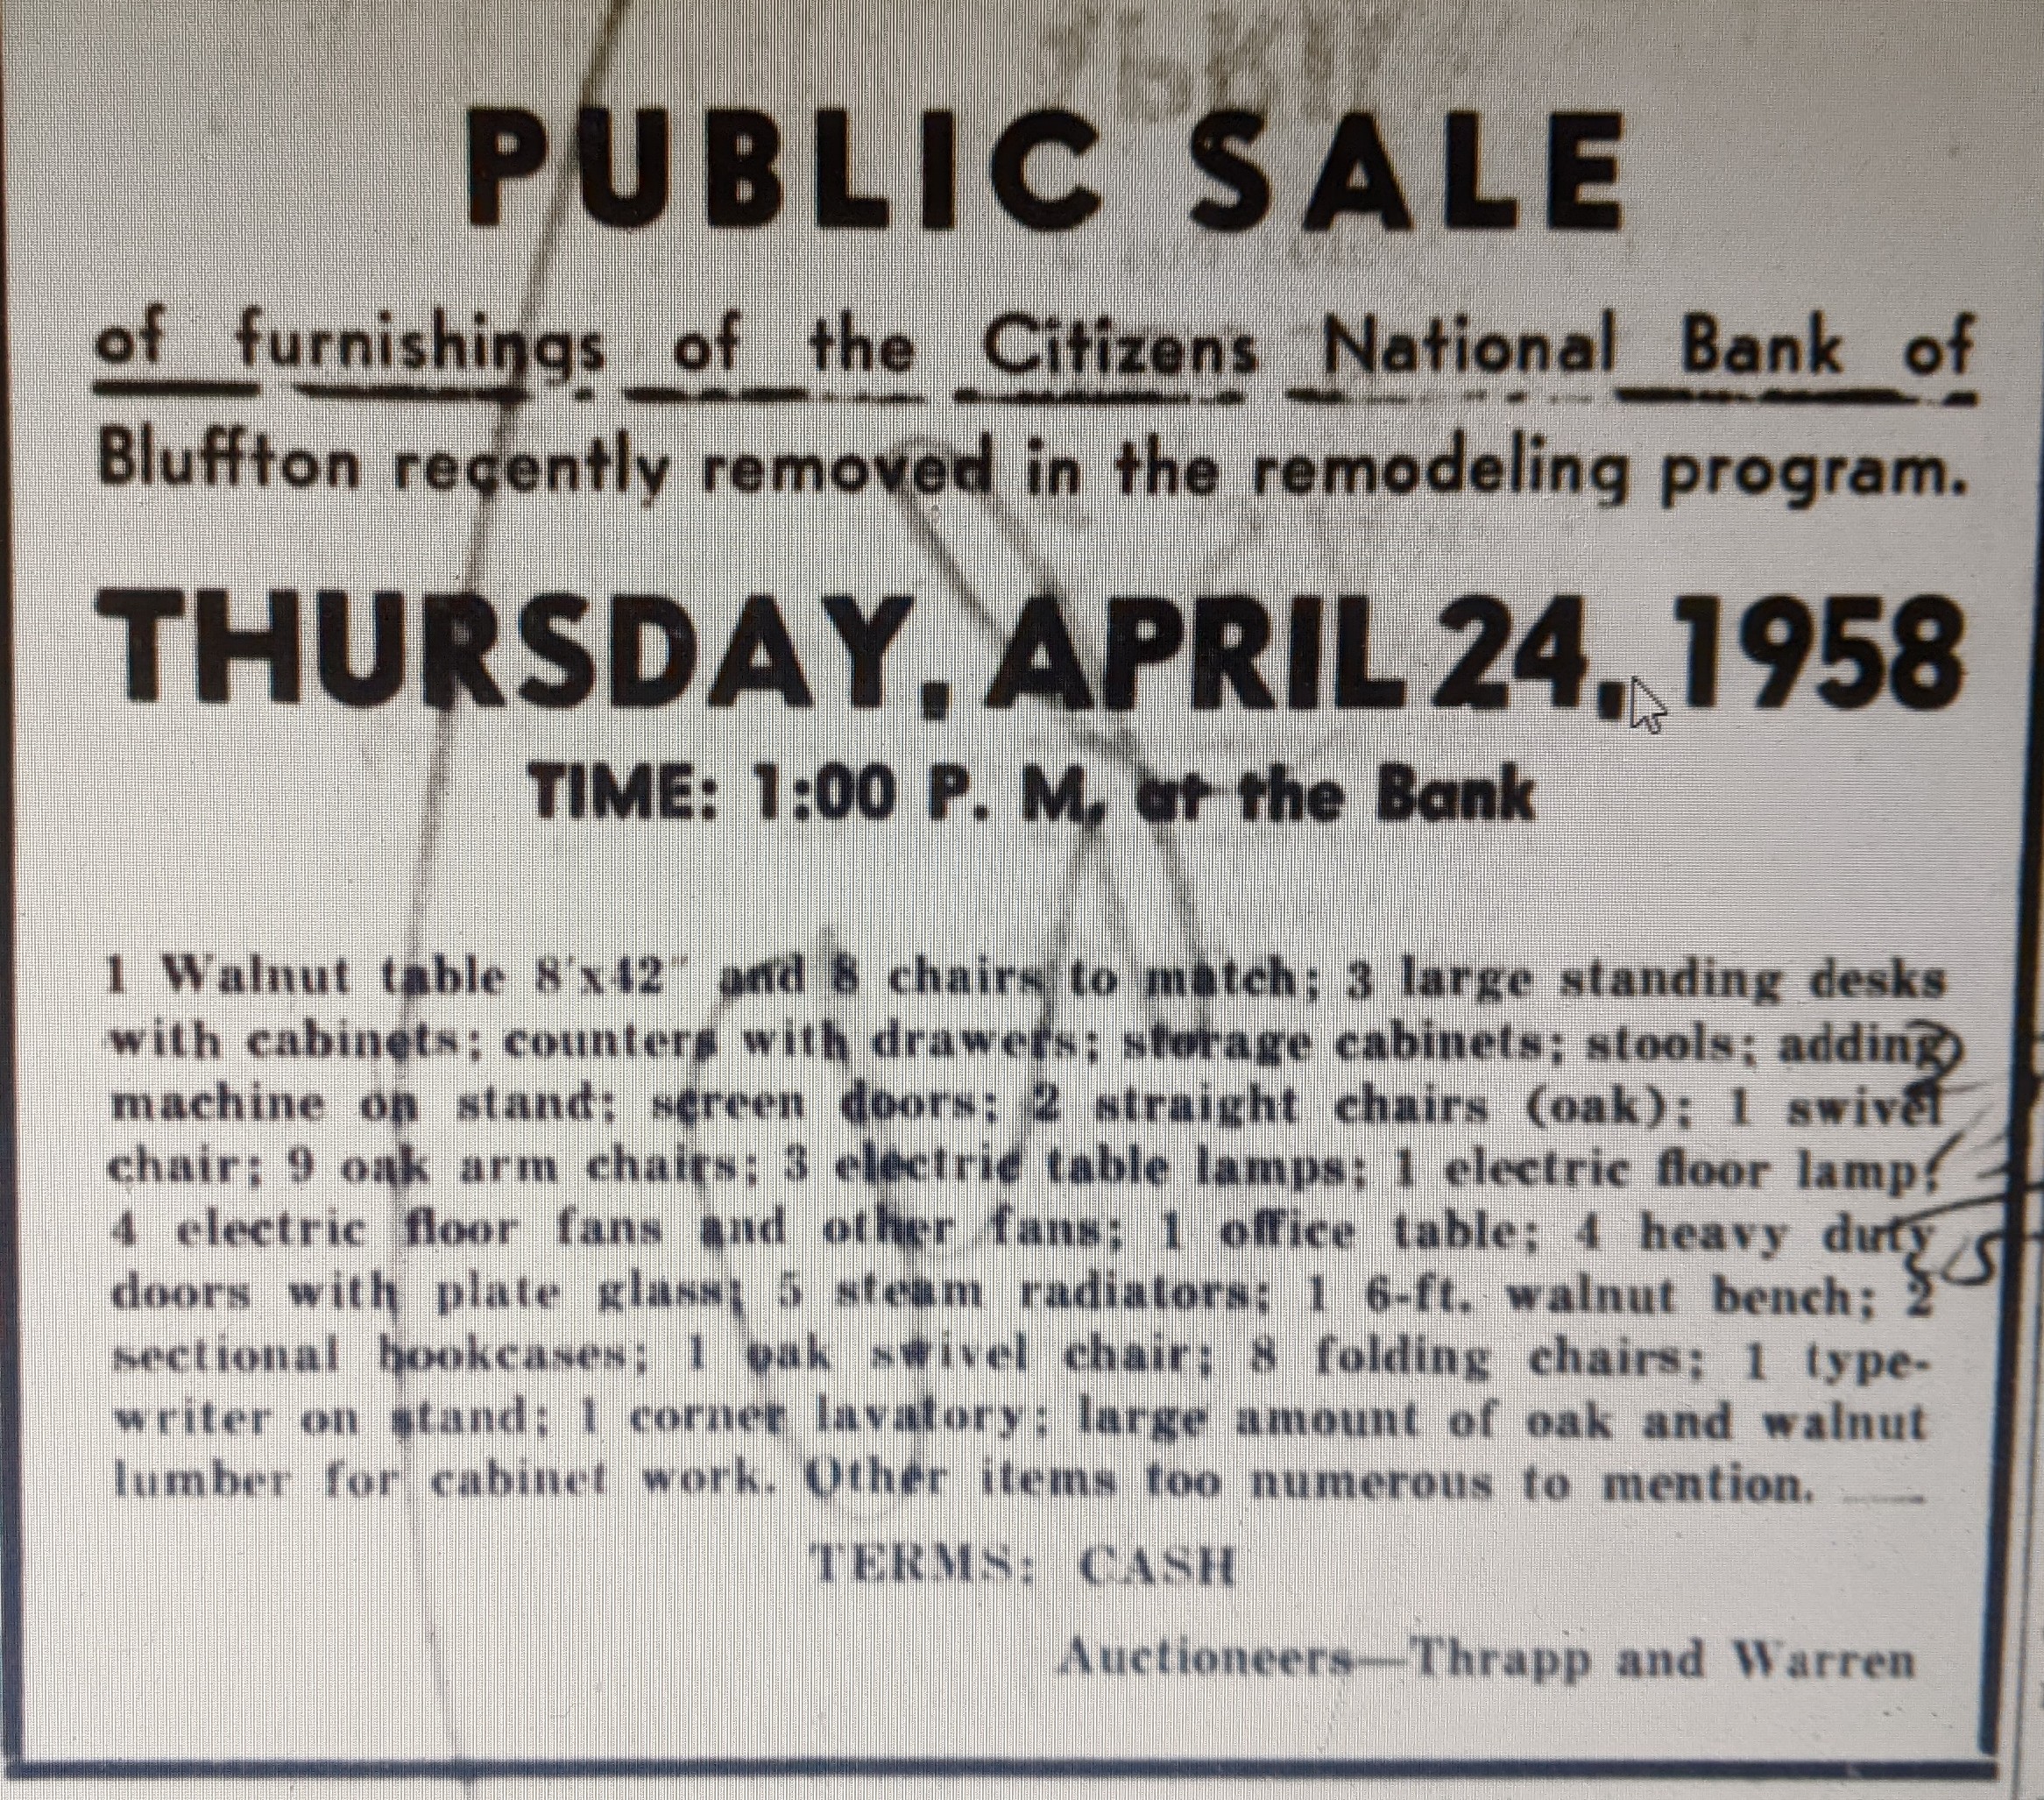 PUBLIC SALE
of furnishings of the Citizens National Bank of
Bluffton recently removed in the remodeling program.
THURSDAY, APRIL 24, 1958
TIME: 1:00 P. M. at the Bank
1 Walnut table 8'x42" and 8 chairs to match; 3 large standing desks
with cabinets; counters with drawers; storage cabinets; stools; adding
machine on stand; screen doors; 2 straight chairs (oak); 1 swivel
chair; 9 oak arm chairs; 3 electric table lamps; 1 electric floor lamp;
4 electric floor fans and other fans; 1 office table; 4 heavy duty
doors with plate glass; 5 steam radiators; 1 6-ft. walnut bench; 2
sectional bookcases; 1 oak swivel chair; 8 folding chairs; 1 type-
writer on stand; 1 corner lavatory; large amount of oak and walnut
lumber for cabinet work. Other items too numerous to mention.
TERMS: CASH
Auctioneers—Thrapp and Warren